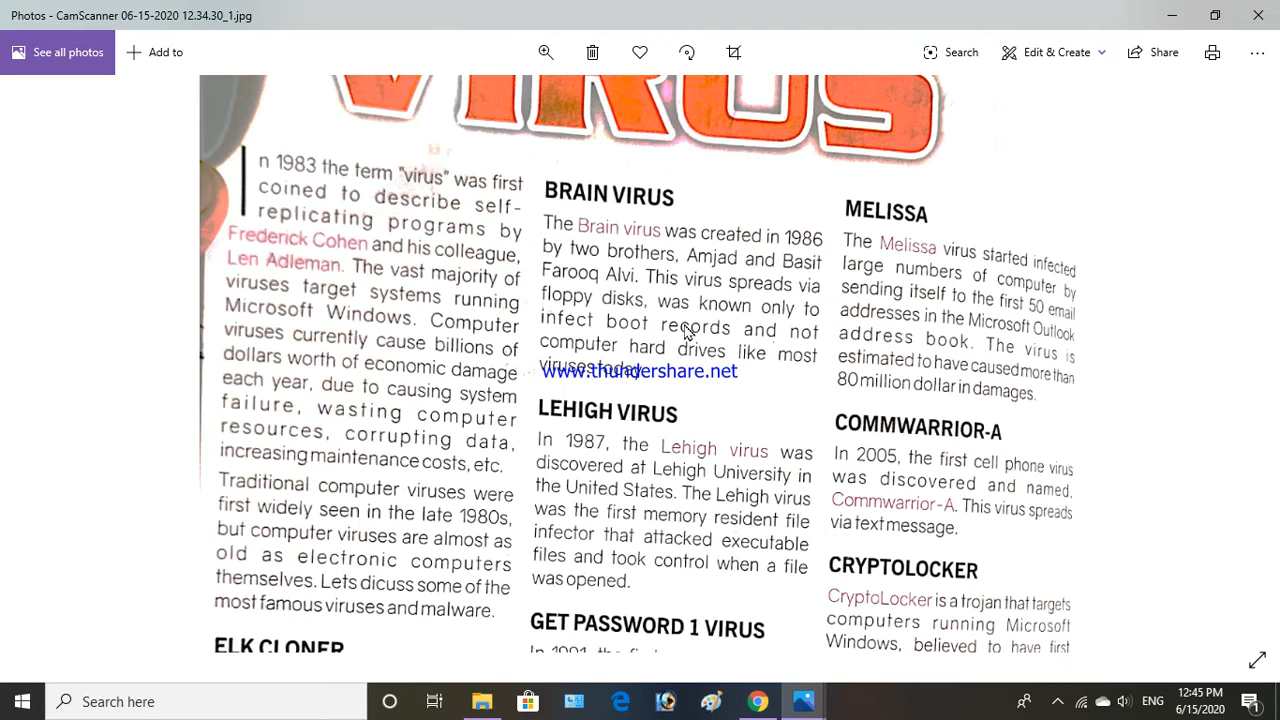 Photos - CamScanner 06-15-2020 12.34.30_1.jpg
See all photos
Add to
Search
Edit & Create
Share
VIRUS
In 1983 the term "virus" was first
coined to describe self-
replicating programs by
Frederick Cohen and his colleague,
Len Adleman. The vast majority of
viruses target systems running
Microsoft Windows. Computer
viruses currently cause billions of
dollars worth of economic damage
each year, due to causing system
failure, wasting computer
resources, corrupting data,
increasing maintenance costs, etc.
Traditional computer viruses were
first widely seen in the late 1980s,
but computer viruses are almost as
old as electronic computers
themselves. Lets dicuss some of the
most famous viruses and malware.
ELK CLONER
BRAIN VIRUS
The Brain virus was created in 1986
by two brothers, Amjad and Basit
Farooq Alvi. This virus spreads via
floppy disks, was known only to
infect boot records and not
computer hard drives like most
viruses today.
www.thundershare.net
LEHIGH VIRUS
In 1987, the Lehigh virus was
discovered at Lehigh University in
the United States. The Lehigh virus
was the first memory resident file
infector that attacked executable
files and took control when a file
was opened.
GET PASSWORD 1 VIRUS
In 1991, the first
MELISSA
The Melissa virus started infected
large numbers of computer by
sending itself to the first 50 email
addresses in the Microsoft Outlook
address book. The virus is
estimated to have caused more than
80 million dollar in damages.
COMMWARRIOR-A
In 2005, the first cell phone virus
was discovered and named,
Commwarrior-A. This virus spreads
via text message.
CRYPTOLOCKER
CryptoLocker is a trojan that targets
computers running Microsoft
Windows, believed to have first
Search here
ENG
12:45 PM
6/15/2020
1